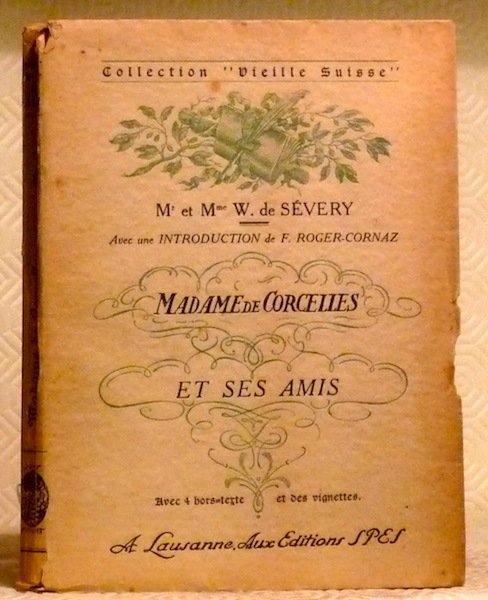 Collection "Vieille Suisse"
Mr et Mme W. de SÉVERY
Avec une INTRODUCTION de F. ROGER-CORNAZ
MADAME DE CORCELLES
ET SES AMIS
Avec 4 hors=texte et des vignettes.
A Lausanne, Aux Editions SPES